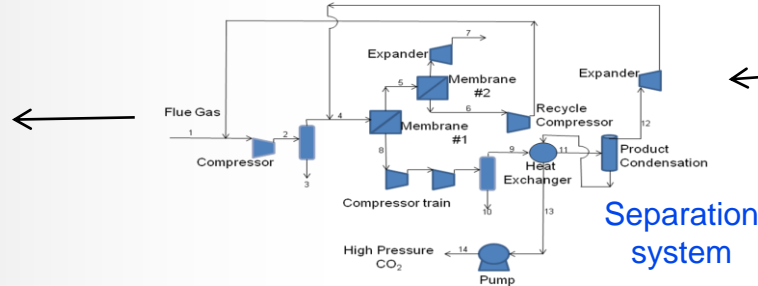 7
Expander
5
Membrane
#2
Expander
Flue Gas
4
6
Recycle
Compressor
12
1
2
Membrane
#1
Compressor
8
9
11
Product
Condensation
3
Heat
Exchanger
Compressor train
10
13
Separation
system
High Pressure
CO₂
14
Pump